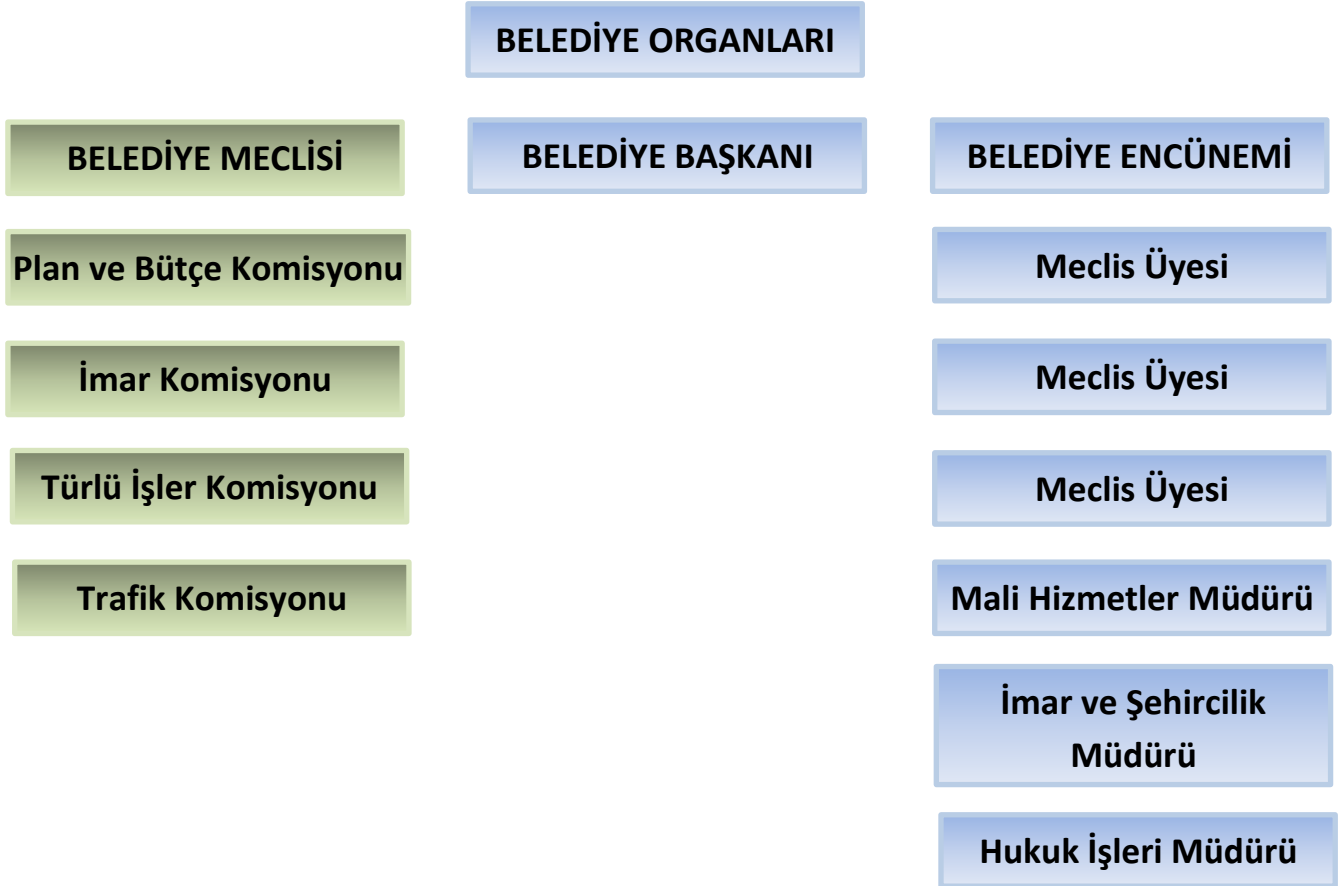 BELEDİYE ORGANLARI
BELEDİYE MECLİSİ
BELEDİYE BAŞKANI
BELEDİYE ENCÜNEMİ
Plan ve Bütçe Komisyonu
Meclis Üyesi
İmar Komisyonu
Meclis Üyesi
Türlü İşler Komisyonu
Meclis Üyesi
Trafik Komisyonu
Mali Hizmetler Müdürü
İmar ve Şehircilik
Müdürü
Hukuk İşleri Müdürü